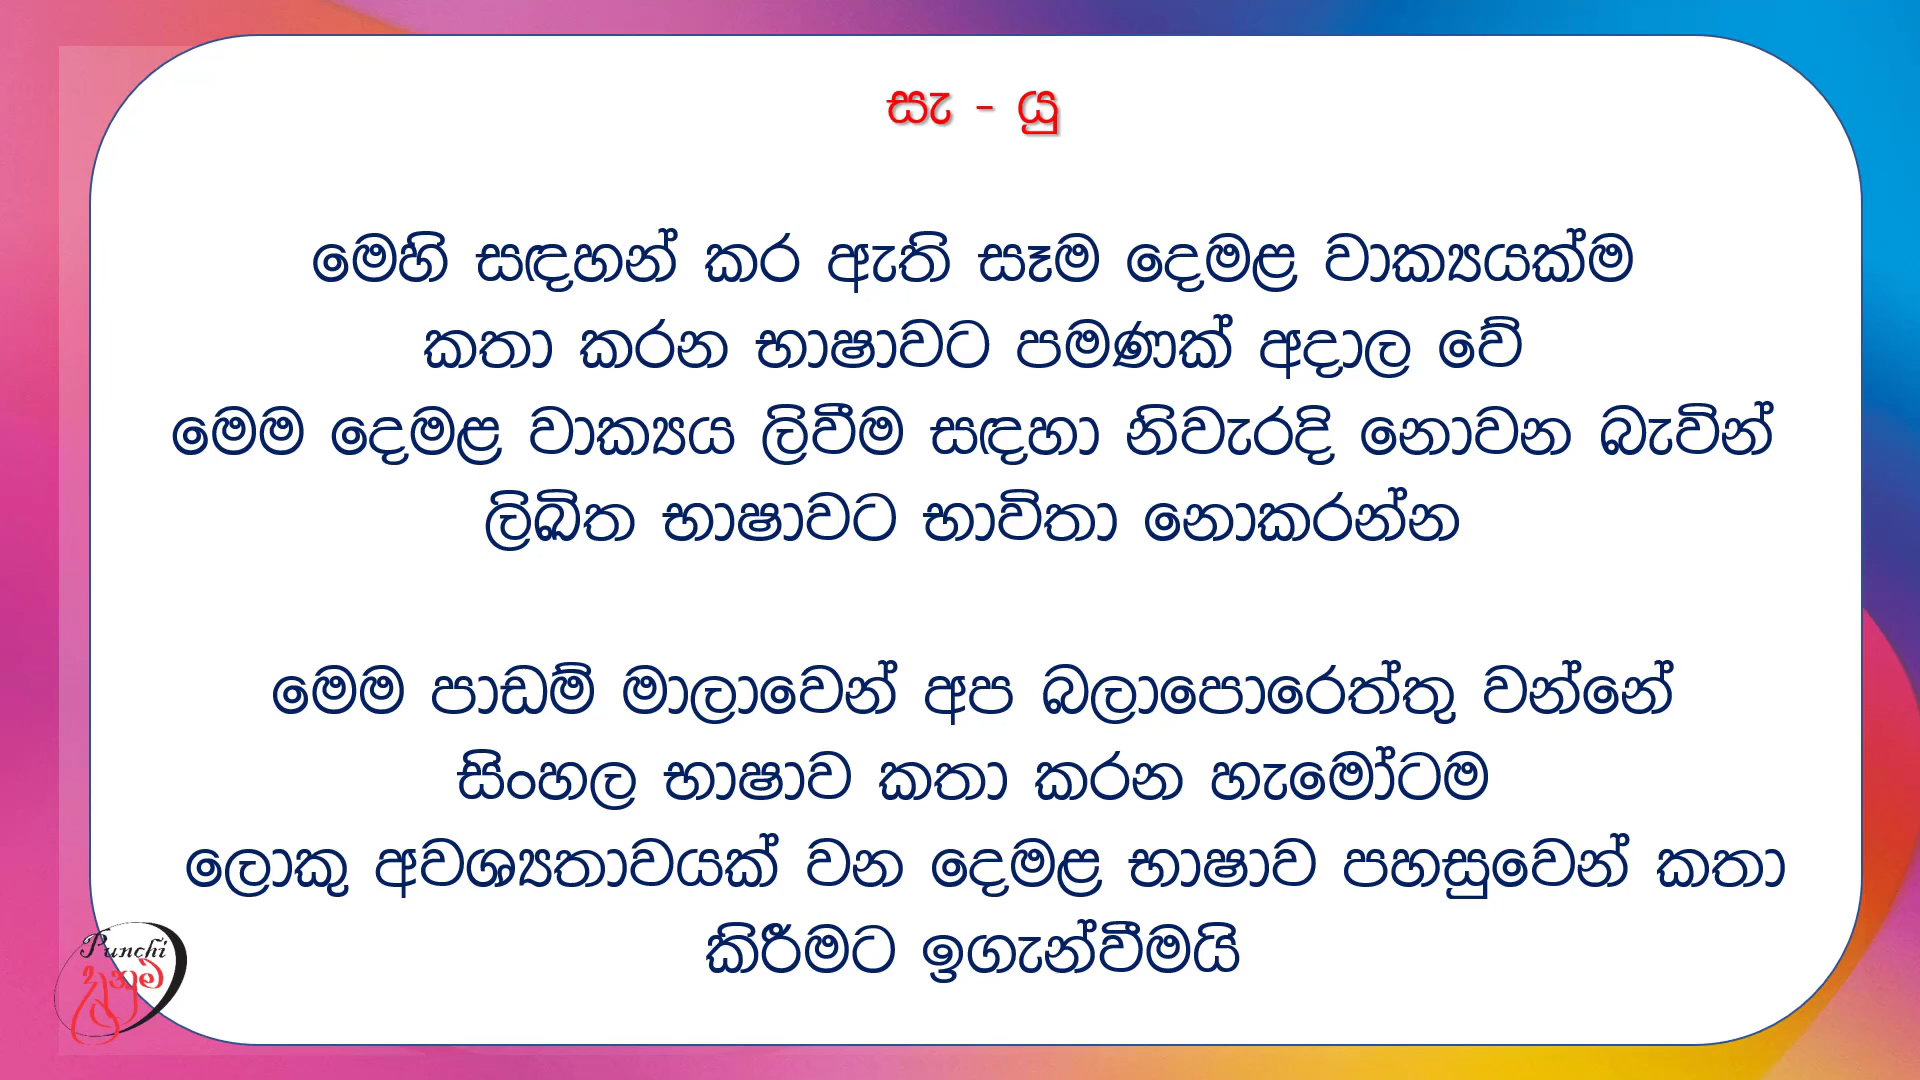 සැ - යු
මෙහි සඳහන් කර ඇති සෑම දෙමළ වාක්‍යයක්ම
කතා කරන භාෂාවට පමණක් අදාල වේ
මෙම දෙමළ වාක්‍යය ලිවීම සඳහා නිවැරදි නොවන බැවින්
ලිඛිත භාෂාවට භාවිතා නොකරන්න
මෙම පාඩම් මාලාවෙන් අප බලාපොරෙත්තු වන්නේ
සිංහල භාෂාව කතා කරන හැමෝටම
ලොකු අවශ්‍යතාවයක් වන දෙමළ භාෂාව පහසුවෙන් කතා
කිරීමට ඉගැන්වීමයි
Punchi
දැනුම